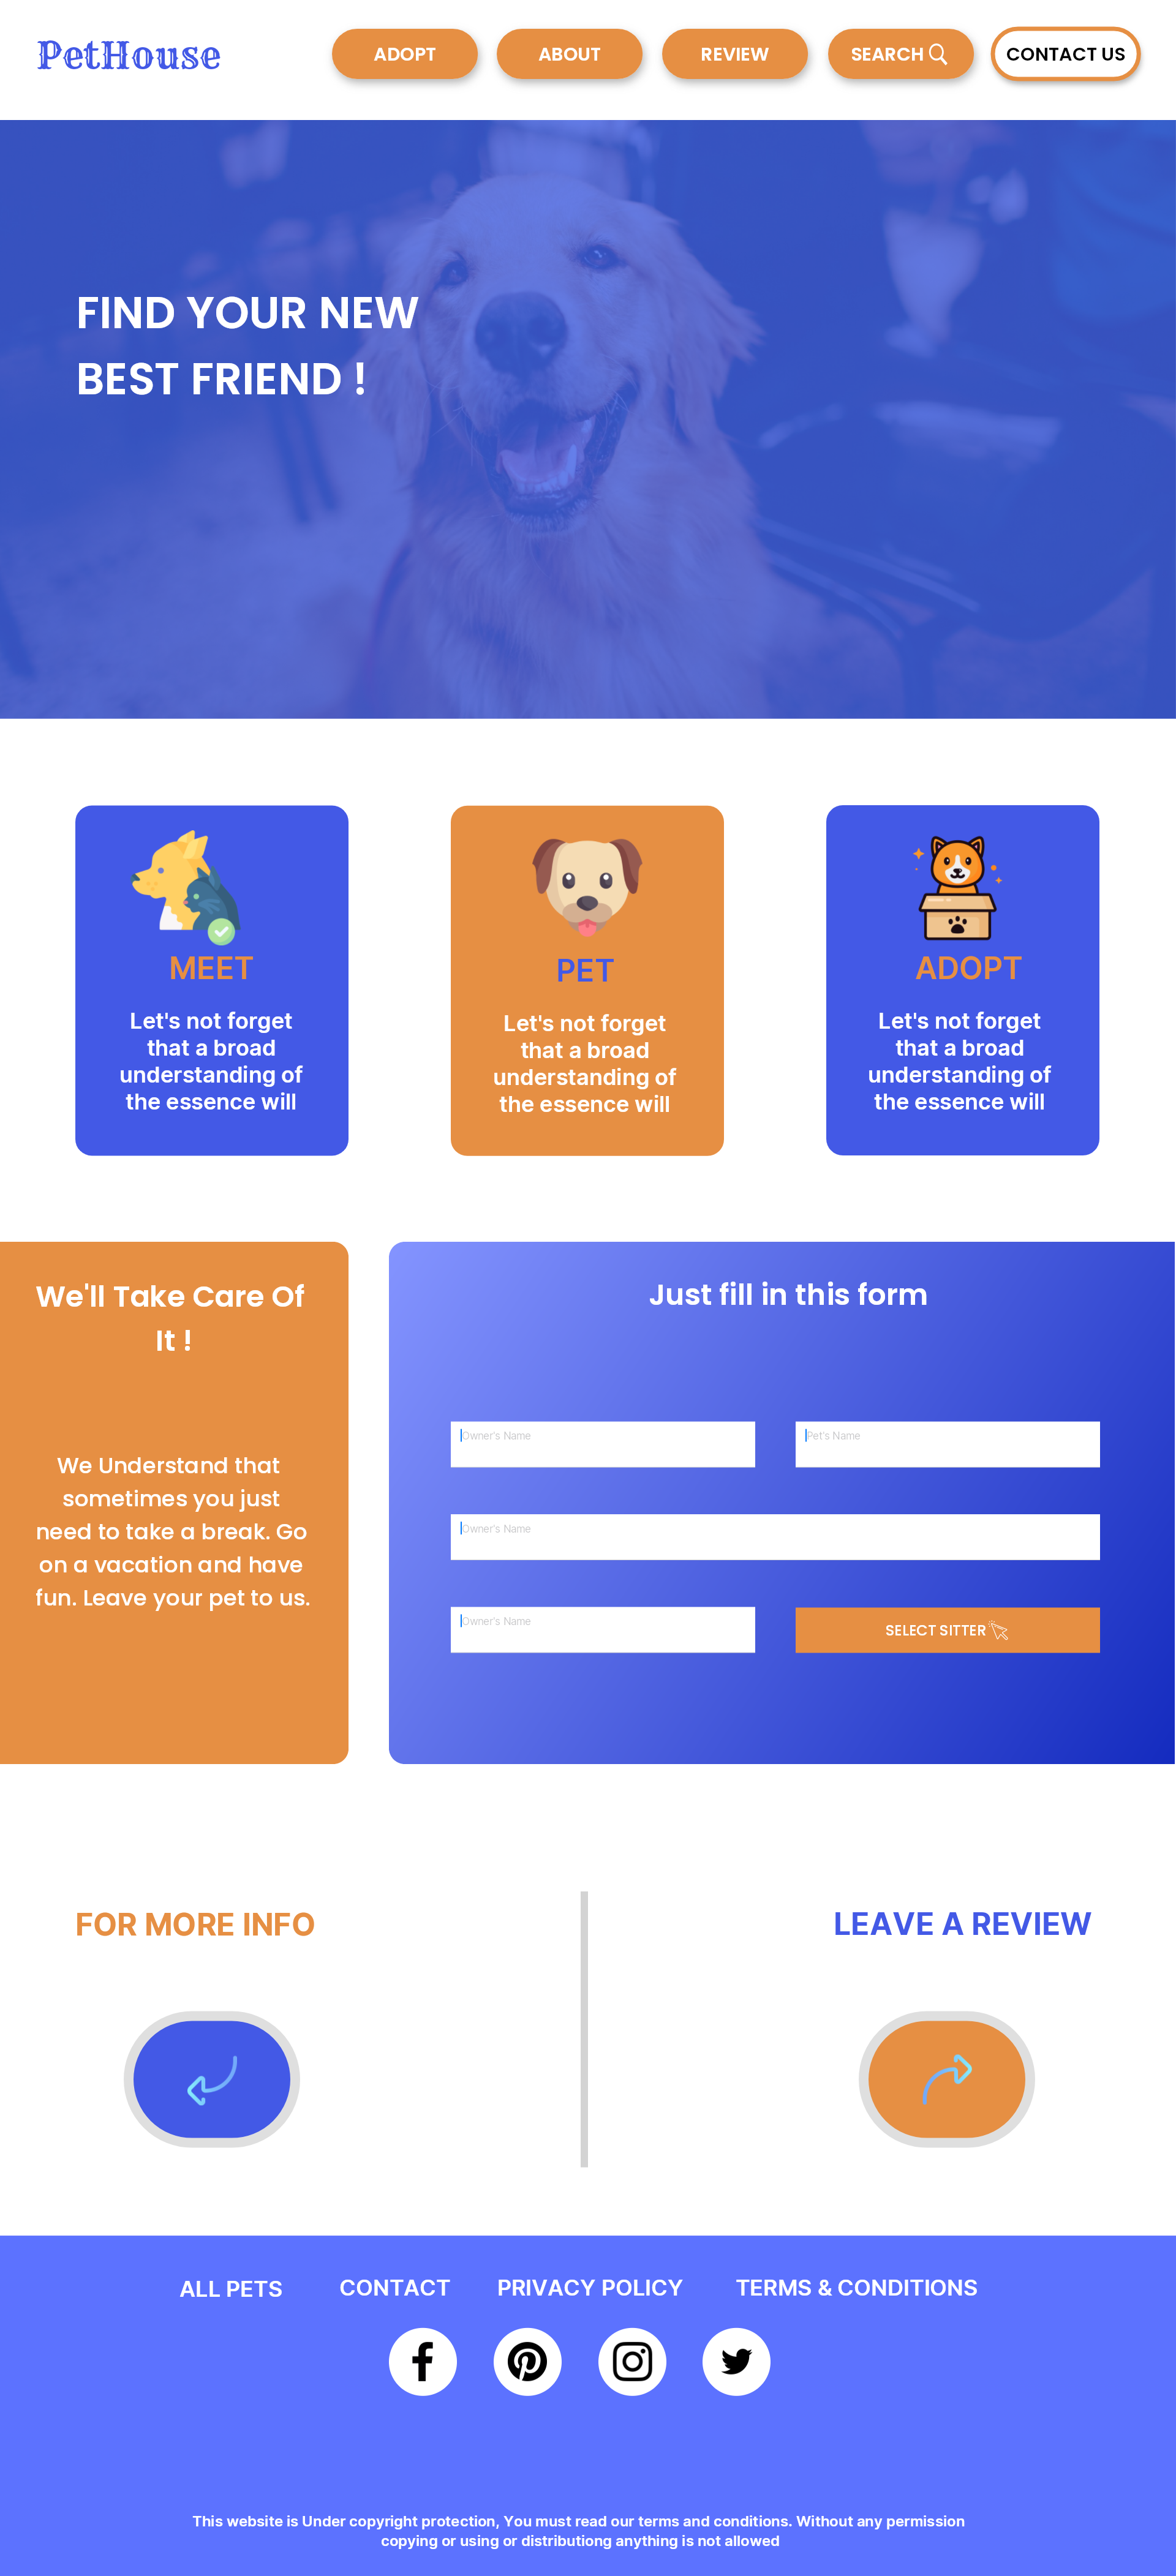 PetHouse
ADOPT
ABOUT
REVIEW
SEARCH
CONTACT US
FIND YOUR NEW
BEST FRIEND !
MEET
Let's not forget
that a broad
understanding of
the essence will
PET
Let's not forget
that a broad
understanding of
the essence will
ADOPT
Let's not forget
that a broad
understanding of
the essence will
We'll Take Care Of
It !
We Understand that
sometimes you just
need to take a break. Go
on a vacation and have
fun. Leave your pet to us.
Just fill in this form
Owner's Name
Pet's Name
Owner's Name
Owner's Name
SELECT SITTER
FOR MORE INFO
LEAVE A REVIEW
ALL PETS
CONTACT
PRIVACY POLICY
TERMS & CONDITIONS
This website is Under copyright protection, You must read our terms and conditions. Without any permission
copying or using or distributiong anything is not allowed